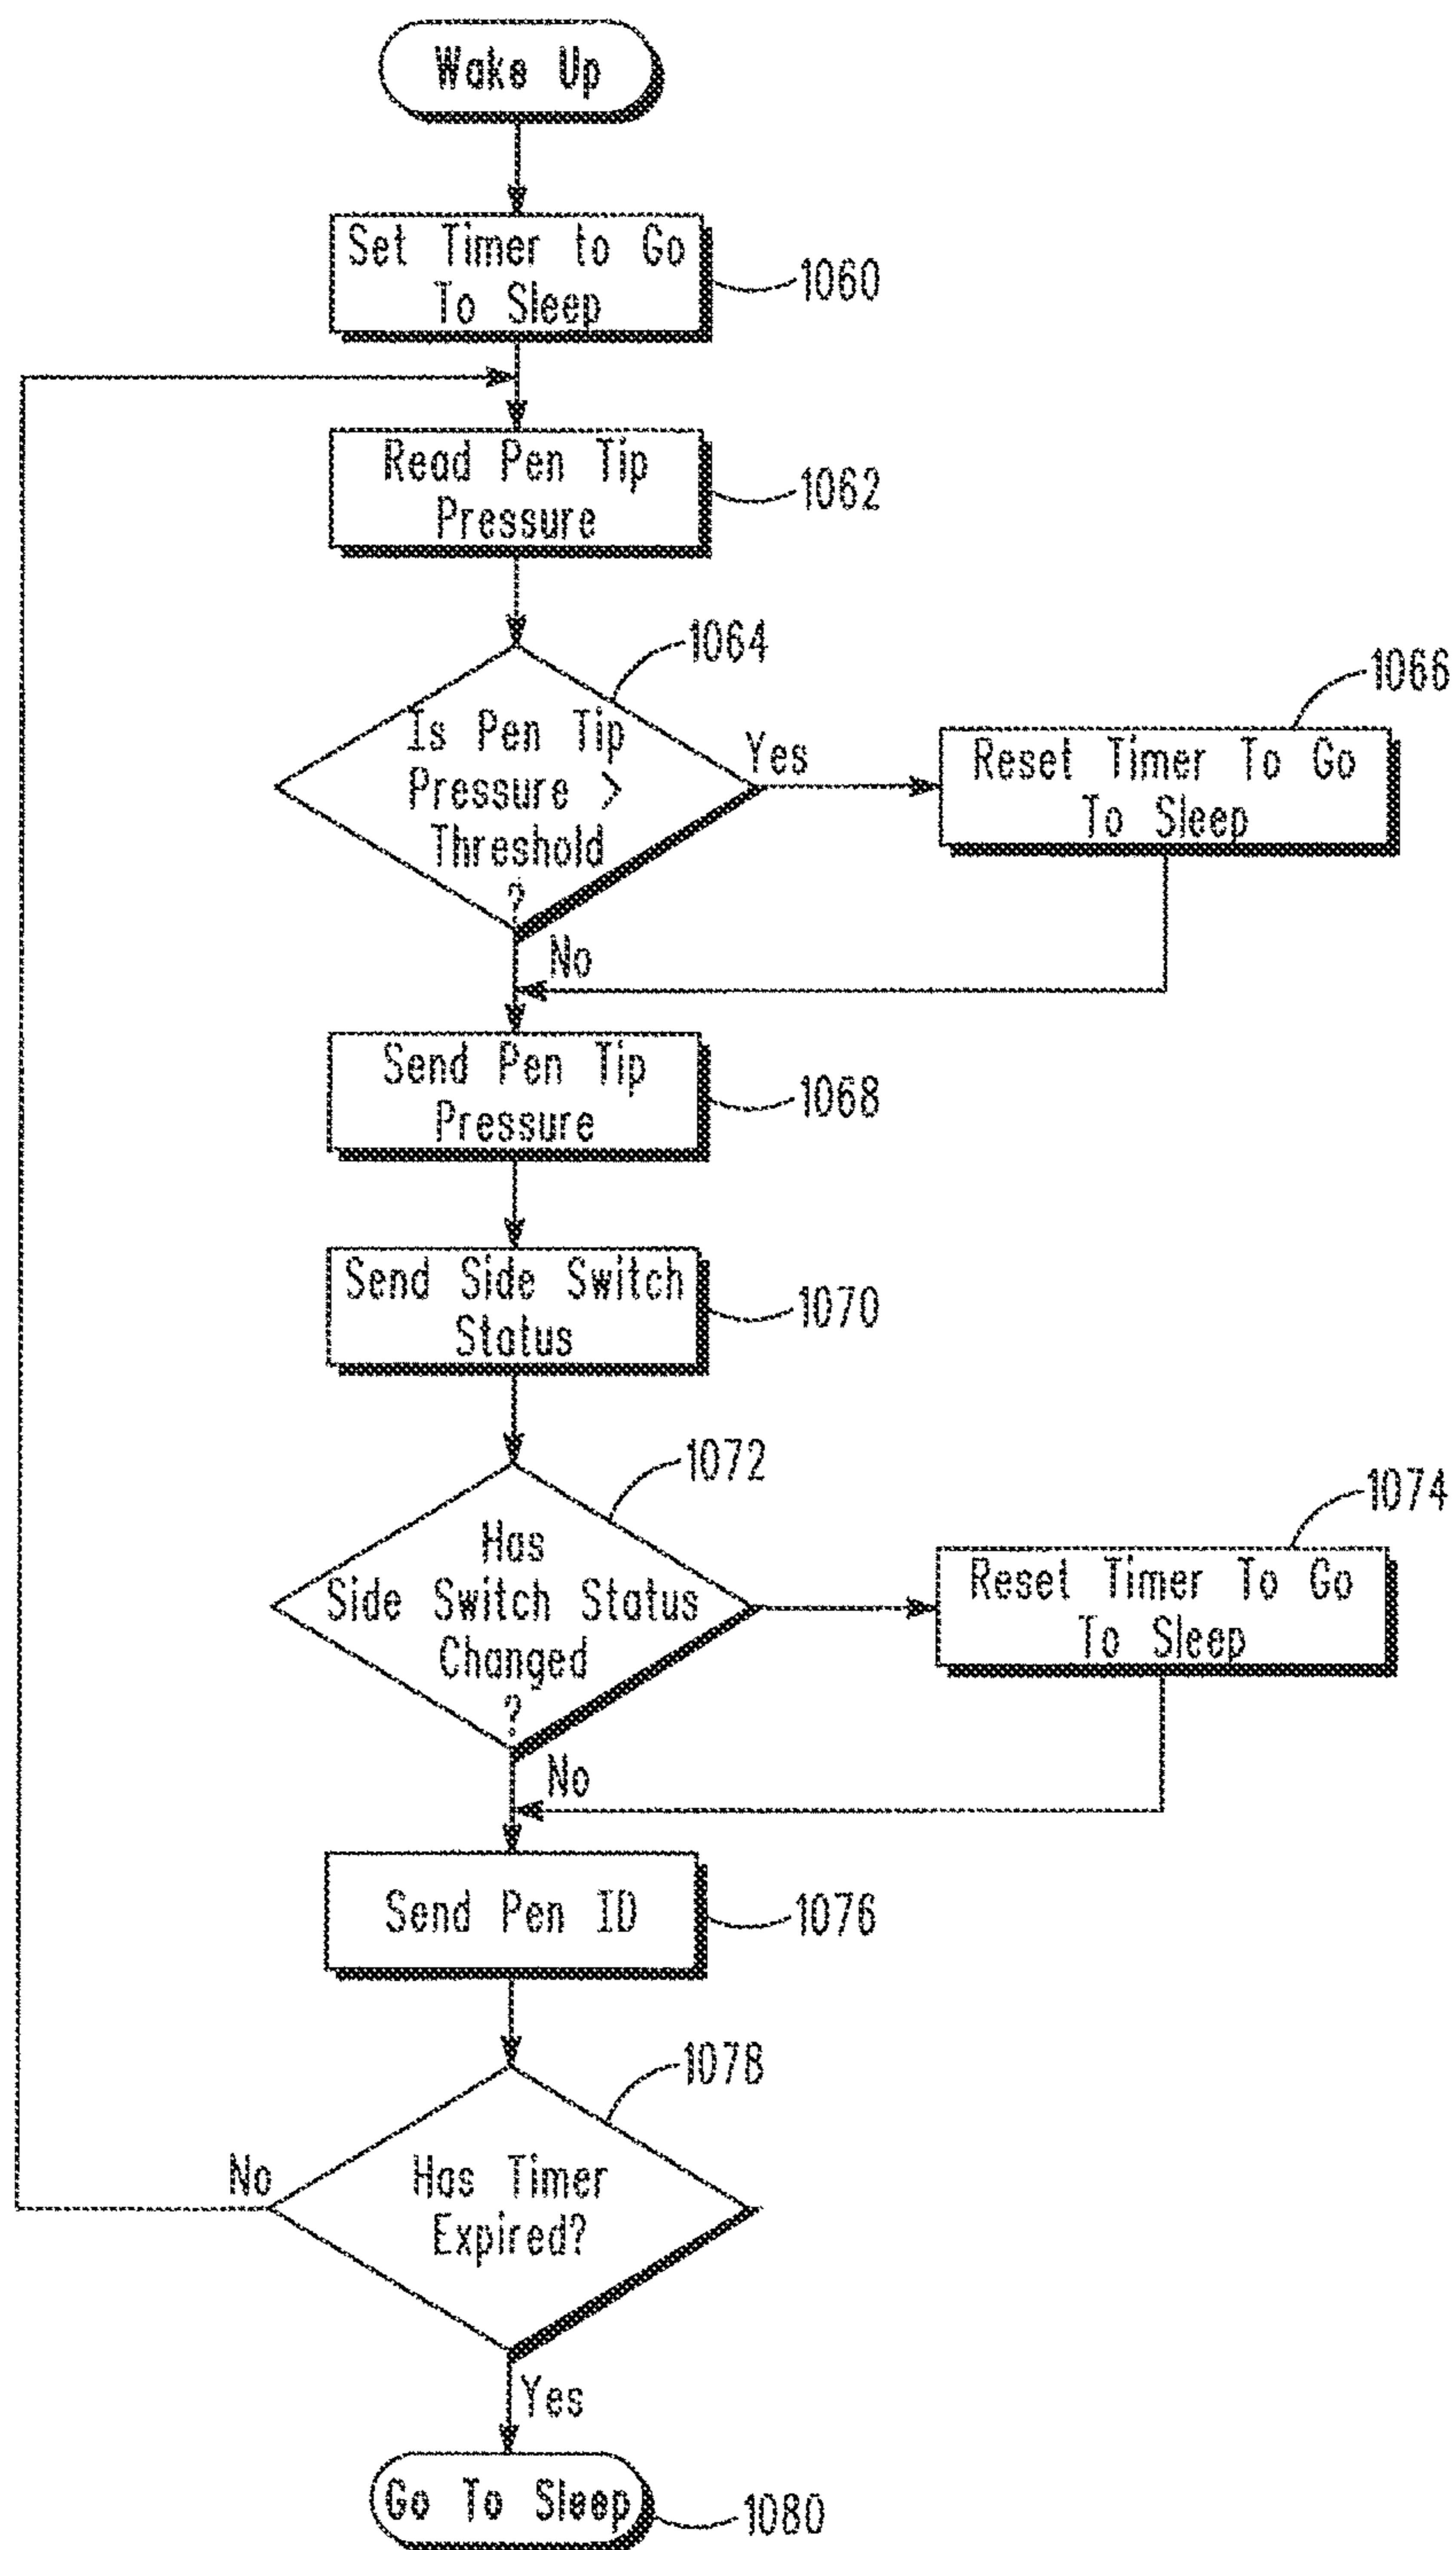 Wake Up
Set Timer to Go
To Sleep
1060
Read Pen Tip
Pressure
1062
1064
Is Pen Tip
Pressure >
Threshold
?
Yes
1066
Reset Timer To Go
To Sleep
No
Send Pen Tip
Pressure
1068
Send Side Switch
Status
1070
1072
Has
Side Switch Status
Changed
?
1074
Reset Timer To Go
To Sleep
No
Send Pen ID
1076
1078
Has Timer
Expired?
No
Yes
Go To Sleep
1080